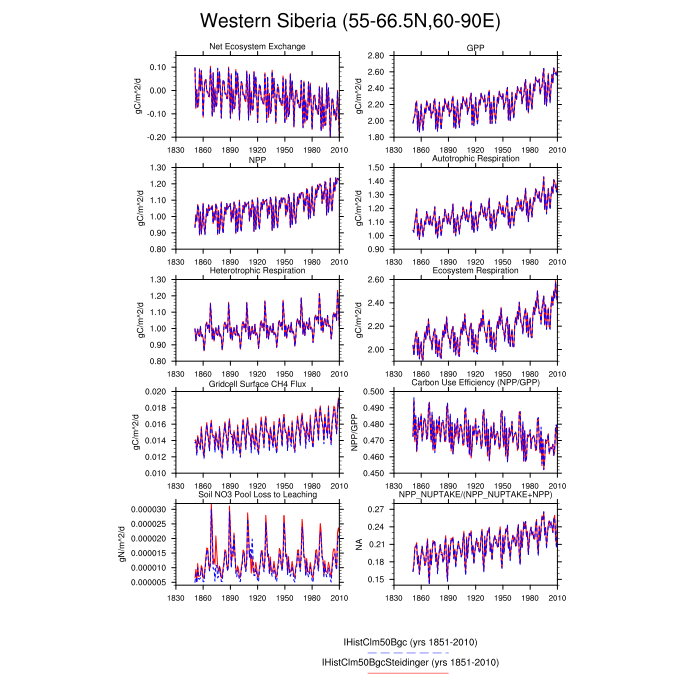 Western Siberia (55-66.5N,60-90E)
Net Ecosystem Exchange
GPP
gC/m^2/d
0.10
0.00
-0.10
-0.20
1830 1860 1890 1920 1950 1980 2010
gC/m^2/d
2.80
2.60
2.40
2.20
2.00
1.80
1830 1860 1890 1920 1950 1980 2010
NPP
Autotrophic Respiration
gC/m^2/d
1.30
1.20
1.10
1.00
0.90
0.80
1830 1860 1890 1920 1950 1980 2010
gC/m^2/d
1.50
1.40
1.30
1.20
1.10
1.00
0.90
1830 1860 1890 1920 1950 1980 2010
Heterotrophic Respiration
Ecosystem Respiration
gC/m^2/d
1.30
1.20
1.10
1.00
0.90
0.80
1830 1860 1890 1920 1950 1980 2010
gC/m^2/d
2.60
2.40
2.20
2.00
1830 1860 1890 1920 1950 1980 2010
Gridcell Surface CH4 Flux
Carbon Use Efficiency (NPP/GPP)
gC/m^2/d
0.020
0.018
0.016
0.014
0.012
0.010
1830 1860 1890 1920 1950 1980 2010
NPP/GPP
0.500
0.490
0.480
0.470
0.460
0.450
1830 1860 1890 1920 1950 1980 2010
Soil NO3 Pool Loss to Leaching
NPP_NUPTAKE/(NPP_NUPTAKE+NPP)
gN/m^2/d
0.000030
0.000025
0.000020
0.000015
0.000010
0.000005
1830 1860 1890 1920 1950 1980 2010
NA
0.27
0.24
0.21
0.18
0.15
1830 1860 1890 1920 1950 1980 2010
IHistClm50Bgc (yrs 1851-2010)
IHistClm50BgcSteidinger (yrs 1851-2010)